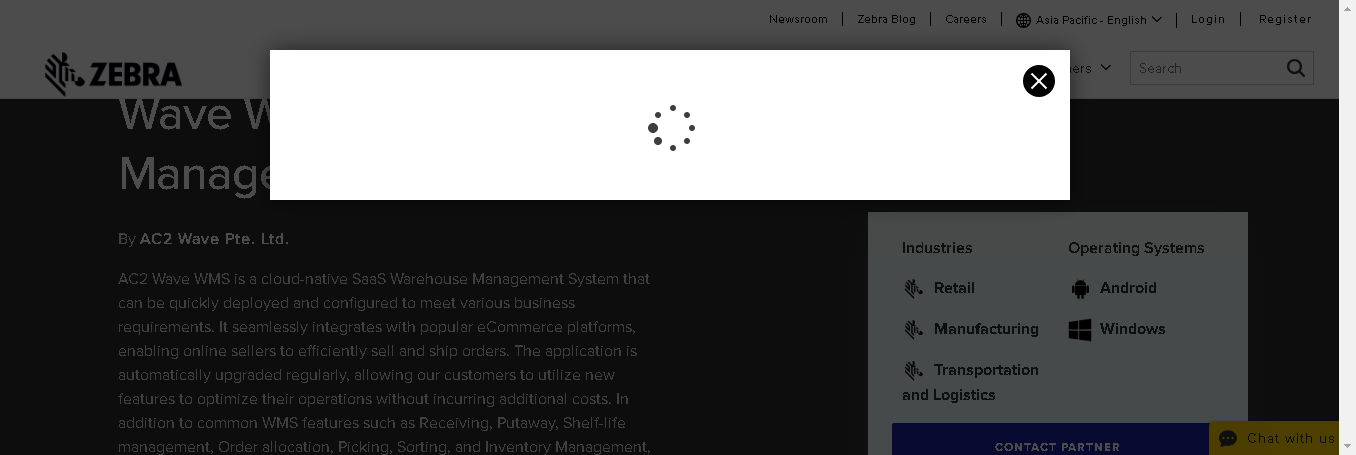 Newsroom
Zebra Blog
Careers
Asia Pacific - English
Login
Register
ZEBRA
Search
Wave
By AC2 Wave Pte. Ltd.
AC2 Wave WMS is a cloud-native SaaS Warehouse Management System that
can be quickly deployed and configured to meet various business
requirements. It seamlessly integrates with popular eCommerce platforms,
enabling online sellers to efficiently sell and ship orders. The application is
automatically upgraded regularly, allowing our customers to utilize new
features to optimize their operations without incurring additional costs. In
addition to common WMS features such as Receiving, Putaway, Shelf-life
management, Order allocation, Picking, Sorting, and Inventory Management,
Industries
Retail
Manufacturing
Transportation
and Logistics
Operating Systems
Android
Windows
CONTACT PARTNER
Chat with us